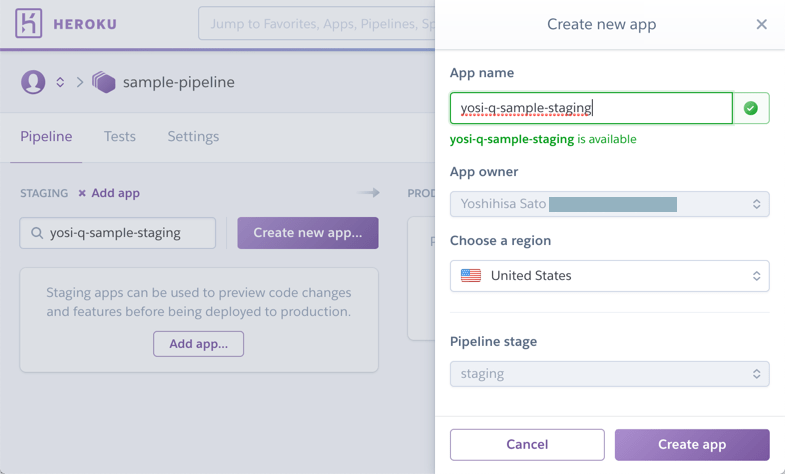 HEROKU
Jump to Favorites, Apps, Pipelines, Sp
sample-pipeline
Pipeline
Tests
Settings
STAGING
Add app
PROD
yosi-q-sample-staging
Create new app...
Staging apps can be used to preview code changes
and features before being deployed to production.
Add app...
Create new app
App name
yosi-q-sample-staging
yosi-q-sample-staging is available
App owner
Yoshihisa Sato
Choose a region
United States
Pipeline stage
staging
Cancel
Create app